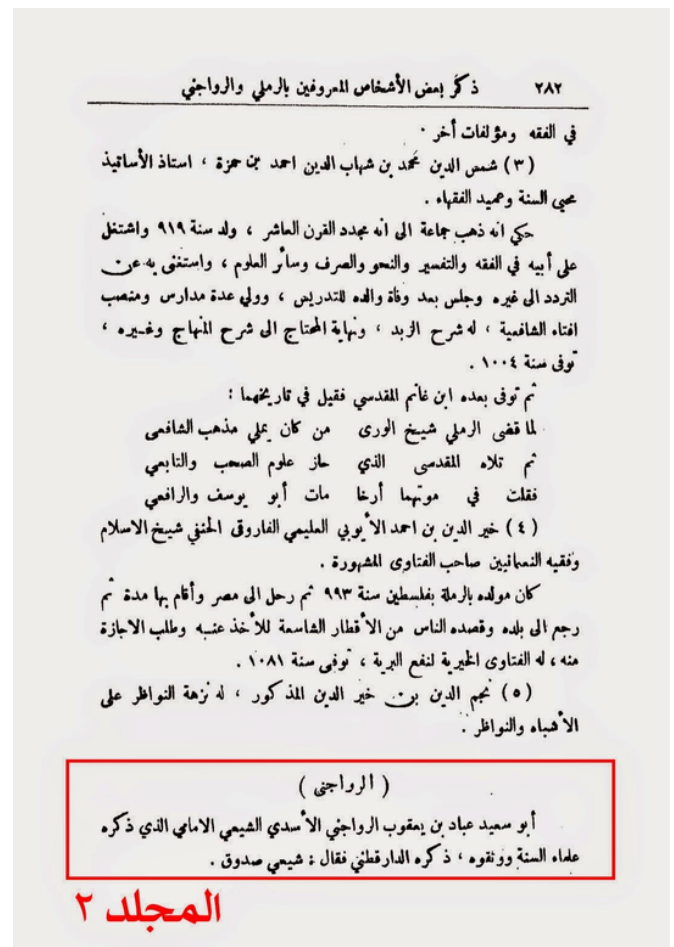 ٢٨٢ ذكر بعض الأشخاص المعروفين بالرملي والرواجني
في الفقه ومؤلفات أخر ٠
(٣) شمس الدين محمد بن شهاب الدين احمد بن حمزة ، استاذ الأساتيذ
محيي السنة وعميد الفقهاء .
حكي انه ذهب جماعة الى انه مجدد القرن العاشر ، ولد سنة ٩١٩ واشتغل
على أبيه في الفقه والتفسير والنحو والصرف وسائر العلوم ، واستغنى به عن
التردد الى غيره وجلس بعد وفاة والده للتدريس ، وولي عدة مدارس ومنصب
افتاء الشافعية ، له شرح الزبد ، ونهاية المحتاج الى شرح المنهاج وغيره ،
توفى سنة ١٠٠٤ .
ثم توفى بعده ابن غانم المقدسي فقيل في تاريخهما :
لما قضى الرملي شيخ الورى من كان يملي مذهب الشافعى
ثم تلاه المقدسى الذي حاز علوم الصحب والتابعي
فقلت في موتهما أرخا مات أبو يوسف والرافعي
(٤) خير الدين بن احمد الأيوبي العليمي الفاروقى الحنفي شيخ الاسلام
وفقيه النعمانيين صاحب الفتاوى المشهورة .
كان مولده بالرملة بفلسطين سنة ٩٩٣ ثم رحل الى مصر وأقام بها مدة ثم
رجع الى بلده وقصده الناس من الأقطار الشاسعة للأخذ عنه وطلب الاجازة
منه ، له الفتاوى الخيرية لنفع البرية ، توفى سنة ١٠٨١ .
(٥) نجم الدين بن خير الدين المذكور ، له نزهة النواظر على
الأشباه والنواظر .
( الرواجنى )
أبو سعيد عباد بن يعقوب الرواجني الأسدي الشيعي الامامي الذي ذكره
علماء السنة ووثقوه ، ذكره الدارقطني فقال : شيعي صدوق .
المجلد ٢